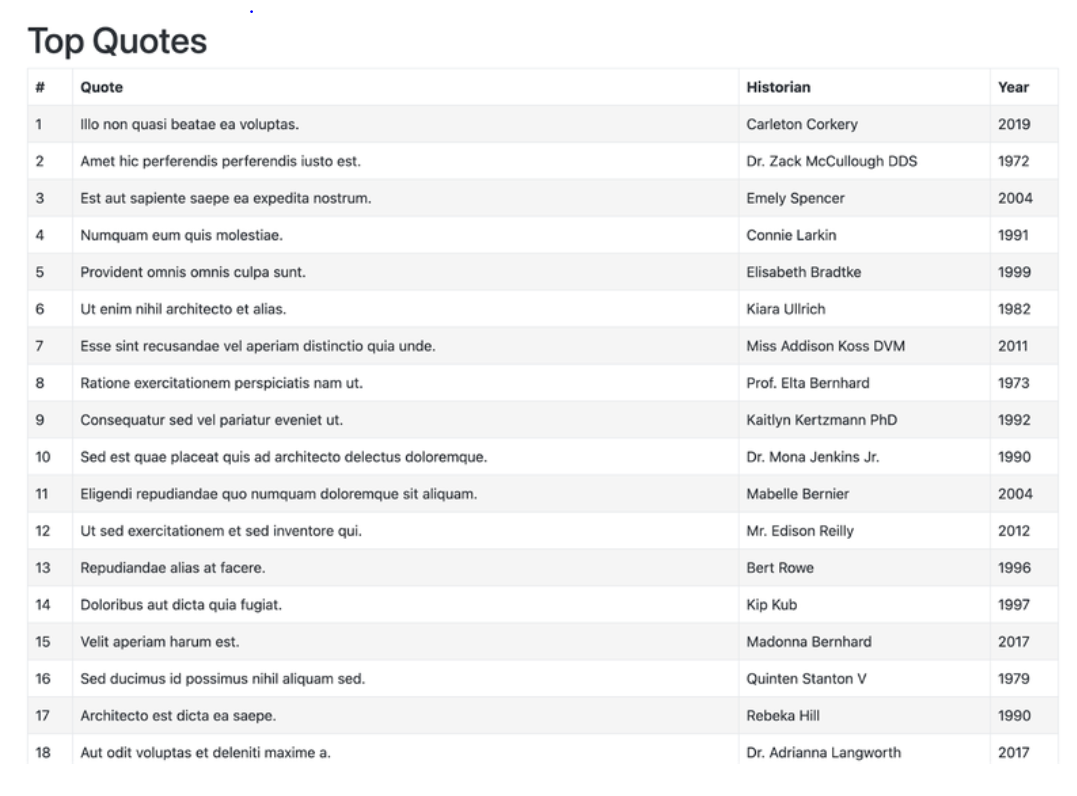 Top Quotes
# Quote Historian Year
1 Illo non quasi beatae ea voluptas. Carleton Corkery 2019
2 Amet hic perferendis perferendis iusto est. Dr. Zack McCullough DDS 1972
3 Est aut sapiente saepe ea expedita nostrum. Emely Spencer 2004
4 Numquam eum quis molestiae. Connie Larkin 1991
5 Provident omnis omnis culpa sunt. Elisabeth Bradtke 1999
6 Ut enim nihil architecto et alias. Kiara Ullrich 1982
7 Esse sint recusandae vel aperiam distinctio quia unde. Miss Addison Koss DVM 2011
8 Ratione exercitationem perspiciatis nam ut. Prof. Elta Bernhard 1973
9 Consequatur sed vel pariatur eveniet ut. Kaitlyn Kertzmann PhD 1992
10 Sed est quae placeat quis ad architecto delectus doloremque. Dr. Mona Jenkins Jr. 1990
11 Eligendi repudiandae quo numquam doloremque sit aliquam. Mabelle Bernier 2004
12 Ut sed exercitationem et sed inventore qui. Mr. Edison Reilly 2012
13 Repudiandae alias at facere. Bert Rowe 1996
14 Doloribus aut dicta quia fugiat. Kip Kub 1997
15 Velit aperiam harum est. Madonna Bernhard 2017
16 Sed ducimus id possimus nihil aliquam sed. Quinten Stanton V 1979
17 Architecto est dicta ea saepe. Rebeka Hill 1990
18 Aut odit voluptas et deleniti maxime a. Dr. Adrianna Langworth 2017